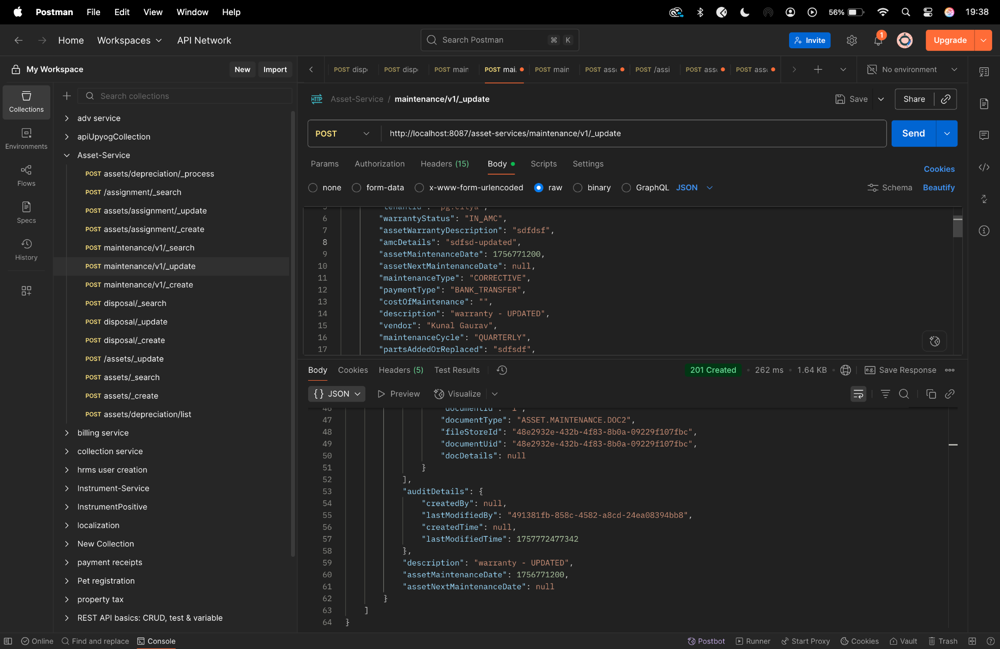 Postman File Edit View Window Help 56% 19:38
Home Workspaces API Network Search Postman ⌘ K Invite 1 Upgrade
My Workspace New Import
POST disp POST disp POST main POST mai. POST main POST ass POST /assi POST ass POST ass No environment
Collections
Environments
Flows
Specs
History
Search collections
adv service
apiUpyogCollection
Asset-Service
POST assets/depreciation/_process
POST /assignment/_search
POST assets/assignment/_update
POST assets/assignment/_create
POST maintenance/v1/_search
POST maintenance/v1/_update
POST maintenance/v1/_create
POST disposal/_search
POST disposal/_update
POST disposal/_create
POST /assets/_update
POST assets/_search
POST assets/_create
POST assets/depreciation/list
billing service
collection service
hrms user creation
Instrument-Service
InstrumentPositive
localization
New Collection
payment receipts
Pet registration
property tax
REST API basics: CRUD, test & variable
HTTP Asset-Service / maintenance/v1/_update Save Share
POST http://localhost:8087/asset-services/maintenance/v1/_update Send
Params Authorization Headers (15) Body Scripts Settings Cookies
none form-data x-www-form-urlencoded raw binary GraphQL JSON Schema Beautify
5 "tenantId": "pg.citya",
6 "warrantyStatus": "IN_AMC",
7 "assetWarrantyDescription": "sdfdsf",
8 "amcDetails": "sdfsd-updated",
9 "assetMaintenanceDate": 1756771200,
10 "assetNextMaintenanceDate": null,
11 "maintenanceType": "CORRECTIVE",
12 "paymentType": "BANK_TRANSFER",
13 "costOfMaintenance": "",
14 "description": "warranty - UPDATED",
15 "vendor": "Kunal Gaurav",
16 "maintenanceCycle": "QUARTERLY",
17 "partsAddedOrReplaced": "sdfsdf",
Body Cookies Headers (5) Test Results 201 Created 262 ms 1.64 KB e.g. Save Response
{} JSON Preview Visualize
46 "documentId": "1",
47 "documentType": "ASSET.MAINTENANCE.DOC2",
48 "fileStoreId": "48e2932e-432b-4f83-8b0a-09229f107fbc",
49 "documentUid": "48e2932e-432b-4f83-8b0a-09229f107fbc",
50 "docDetails": null
51 }
52 ],
53 "auditDetails": {
54 "createdBy": null,
55 "lastModifiedBy": "491381fb-858c-4582-a8cd-24ea08394bb8",
56 "createdTime": null,
57 "lastModifiedTime": 1757772477342
58 },
59 "description": "warranty - UPDATED",
60 "assetMaintenanceDate": 1756771200,
61 "assetNextMaintenanceDate": null
62 }
63 ]
64 }
Online Find and replace Console Postbot Runner Start Proxy Cookies Vault Trash